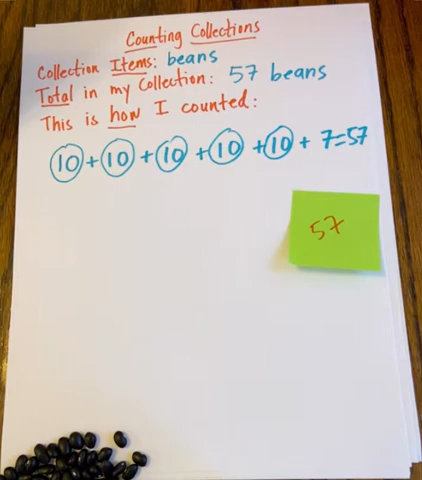 Counting Collections
Collection Items: beans
Total in my Collection: 57 beans
This is how I counted:
10 + 10 + 10 + 10 + 10 + 7=57
57